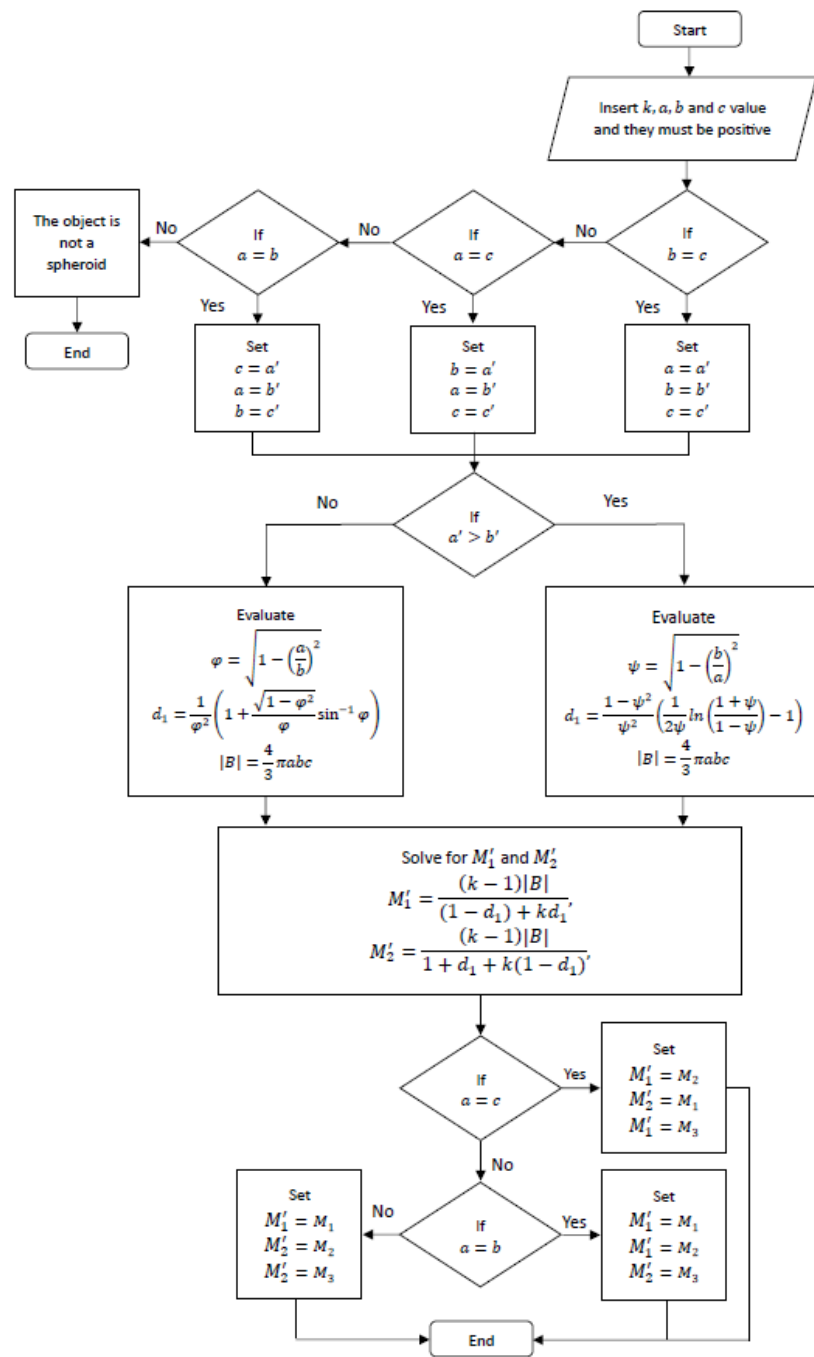 Start
Insert k, a, b and c value
and they must be positive
The object is
not a
spheroid
No
If
a = b
No
If
a = c
No
If
b = c
Yes
Yes
Yes
End
Set
c = a′
a = b′
b = c′
Set
b = a′
a = b′
c = c′
Set
a = a′
b = b′
c = c′
No
If
a′ > b′
Yes
Evaluate
φ = √(1 − (a/b)²)
d₁ = 1/φ² (1 + √(1 − φ²)/φ sin⁻¹ φ)
|B| = 4/3 πabc
Evaluate
ψ = √(1 − (b/a)²)
d₁ = (1 − ψ²)/ψ² (1/2ψ ln((1 + ψ)/(1 − ψ)) − 1)
|B| = 4/3 πabc
Solve for M′₁ and M′₂
M′₁ = (k − 1)|B| / ((1 − d₁) + kd₁),
M′₂ = (k − 1)|B| / (1 + d₁ + k(1 − d₁)),
If
a = c
Yes
Set
M′₁ = M₂
M′₂ = M₁
M′₁ = M₃
No
Set
M′₁ = M₁
M′₂ = M₂
M′₂ = M₃
No
If
a = b
Yes
Set
M′₁ = M₁
M′₁ = M₂
M′₂ = M₃
End